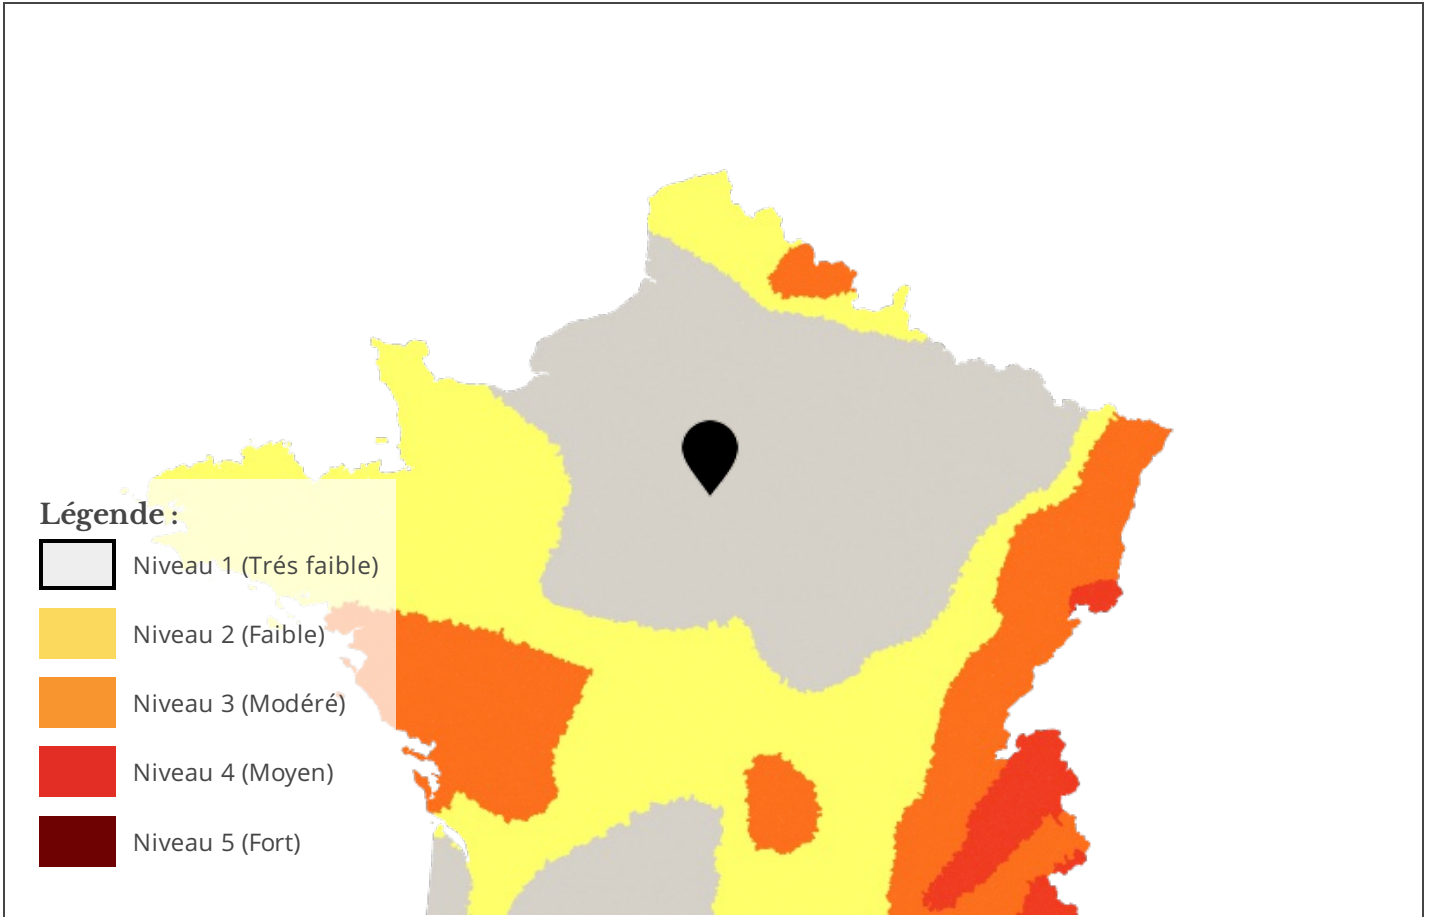 Légende :
Niveau 1 (Trés faible)
Niveau 2 (Faible)
Niveau 3 (Modéré)
Niveau 4 (Moyen)
Niveau 5 (Fort)